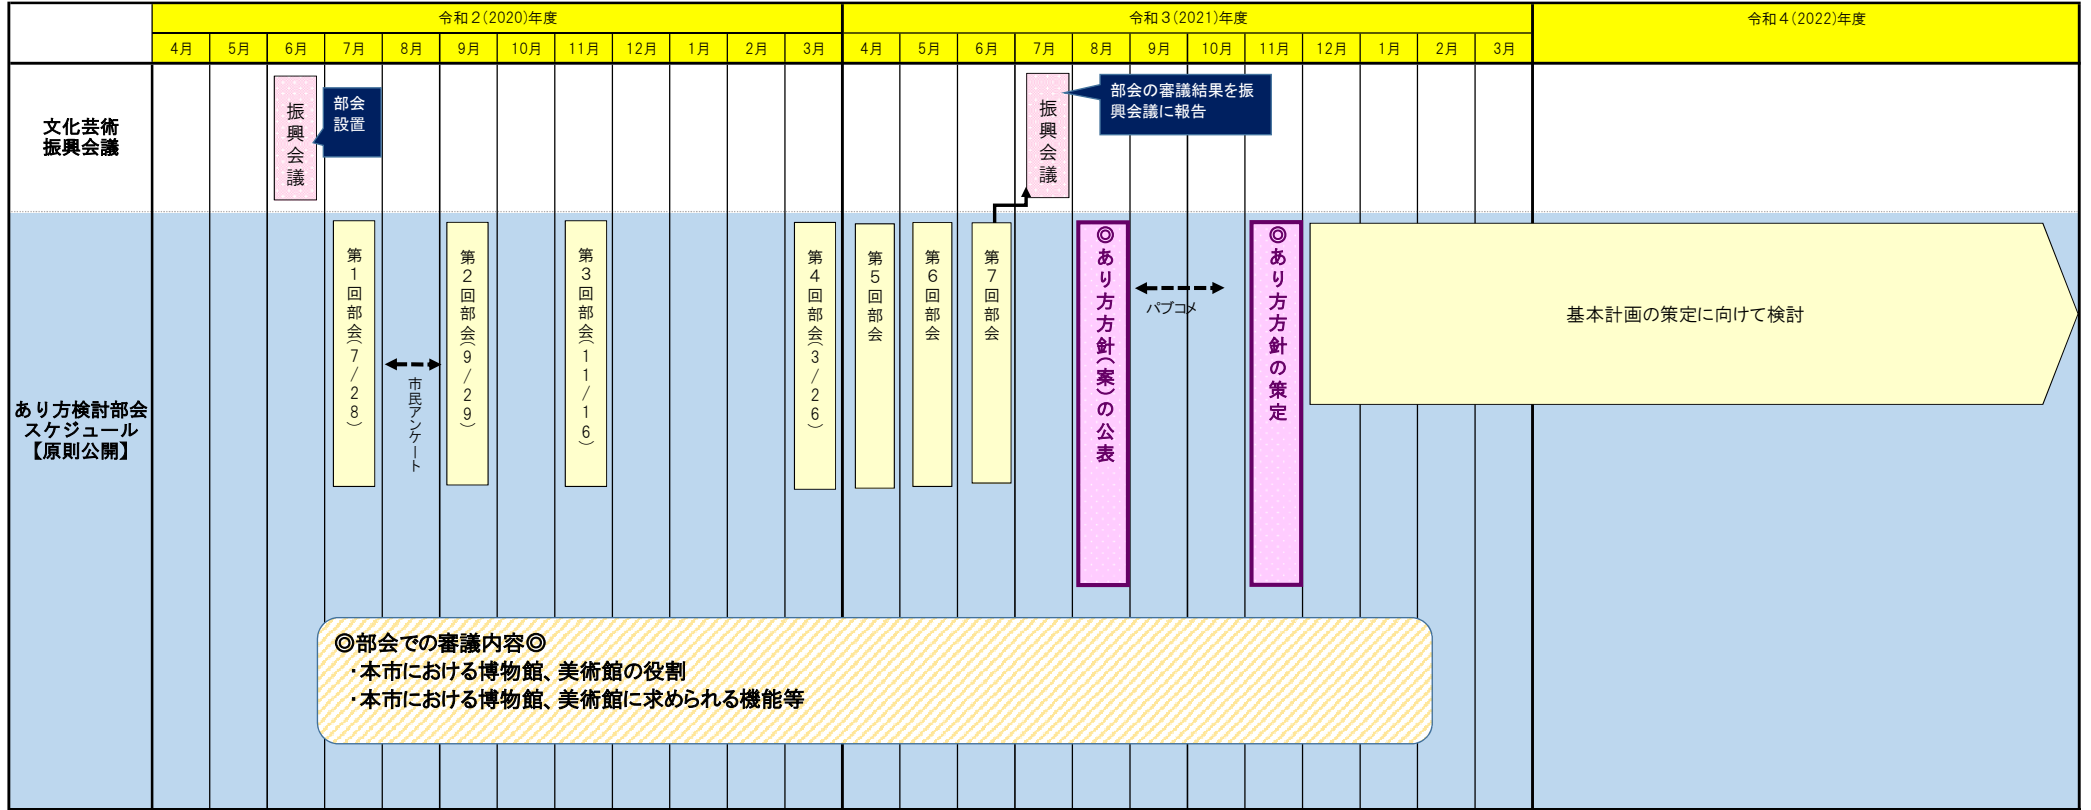 令和２(2020)年度
令和３(2021)年度
令和４(2022)年度
4月 5月 6月 7月 8月 9月 10月 11月 12月 1月 2月 3月 4月 5月 6月 7月 8月 9月 10月 11月 12月 1月 2月 3月
文化芸術
振興会議
振興会議
部会
設置
振興会議
部会の審議結果を振
興会議に報告
あり方検討部会
スケジュール
【原則公開】
第１回部会（７／２８）
市民アンケート
第２回部会（９／２９）
第３回部会（１１／１６）
第４回部会（３／２６）
第５回部会
第６回部会
第７回部会
◎あり方方針（案）の公表
パブコメ
◎あり方方針の策定
基本計画の策定に向けて検討
◎部会での審議内容◎
・本市における博物館、美術館の役割
・本市における博物館、美術館に求められる機能等